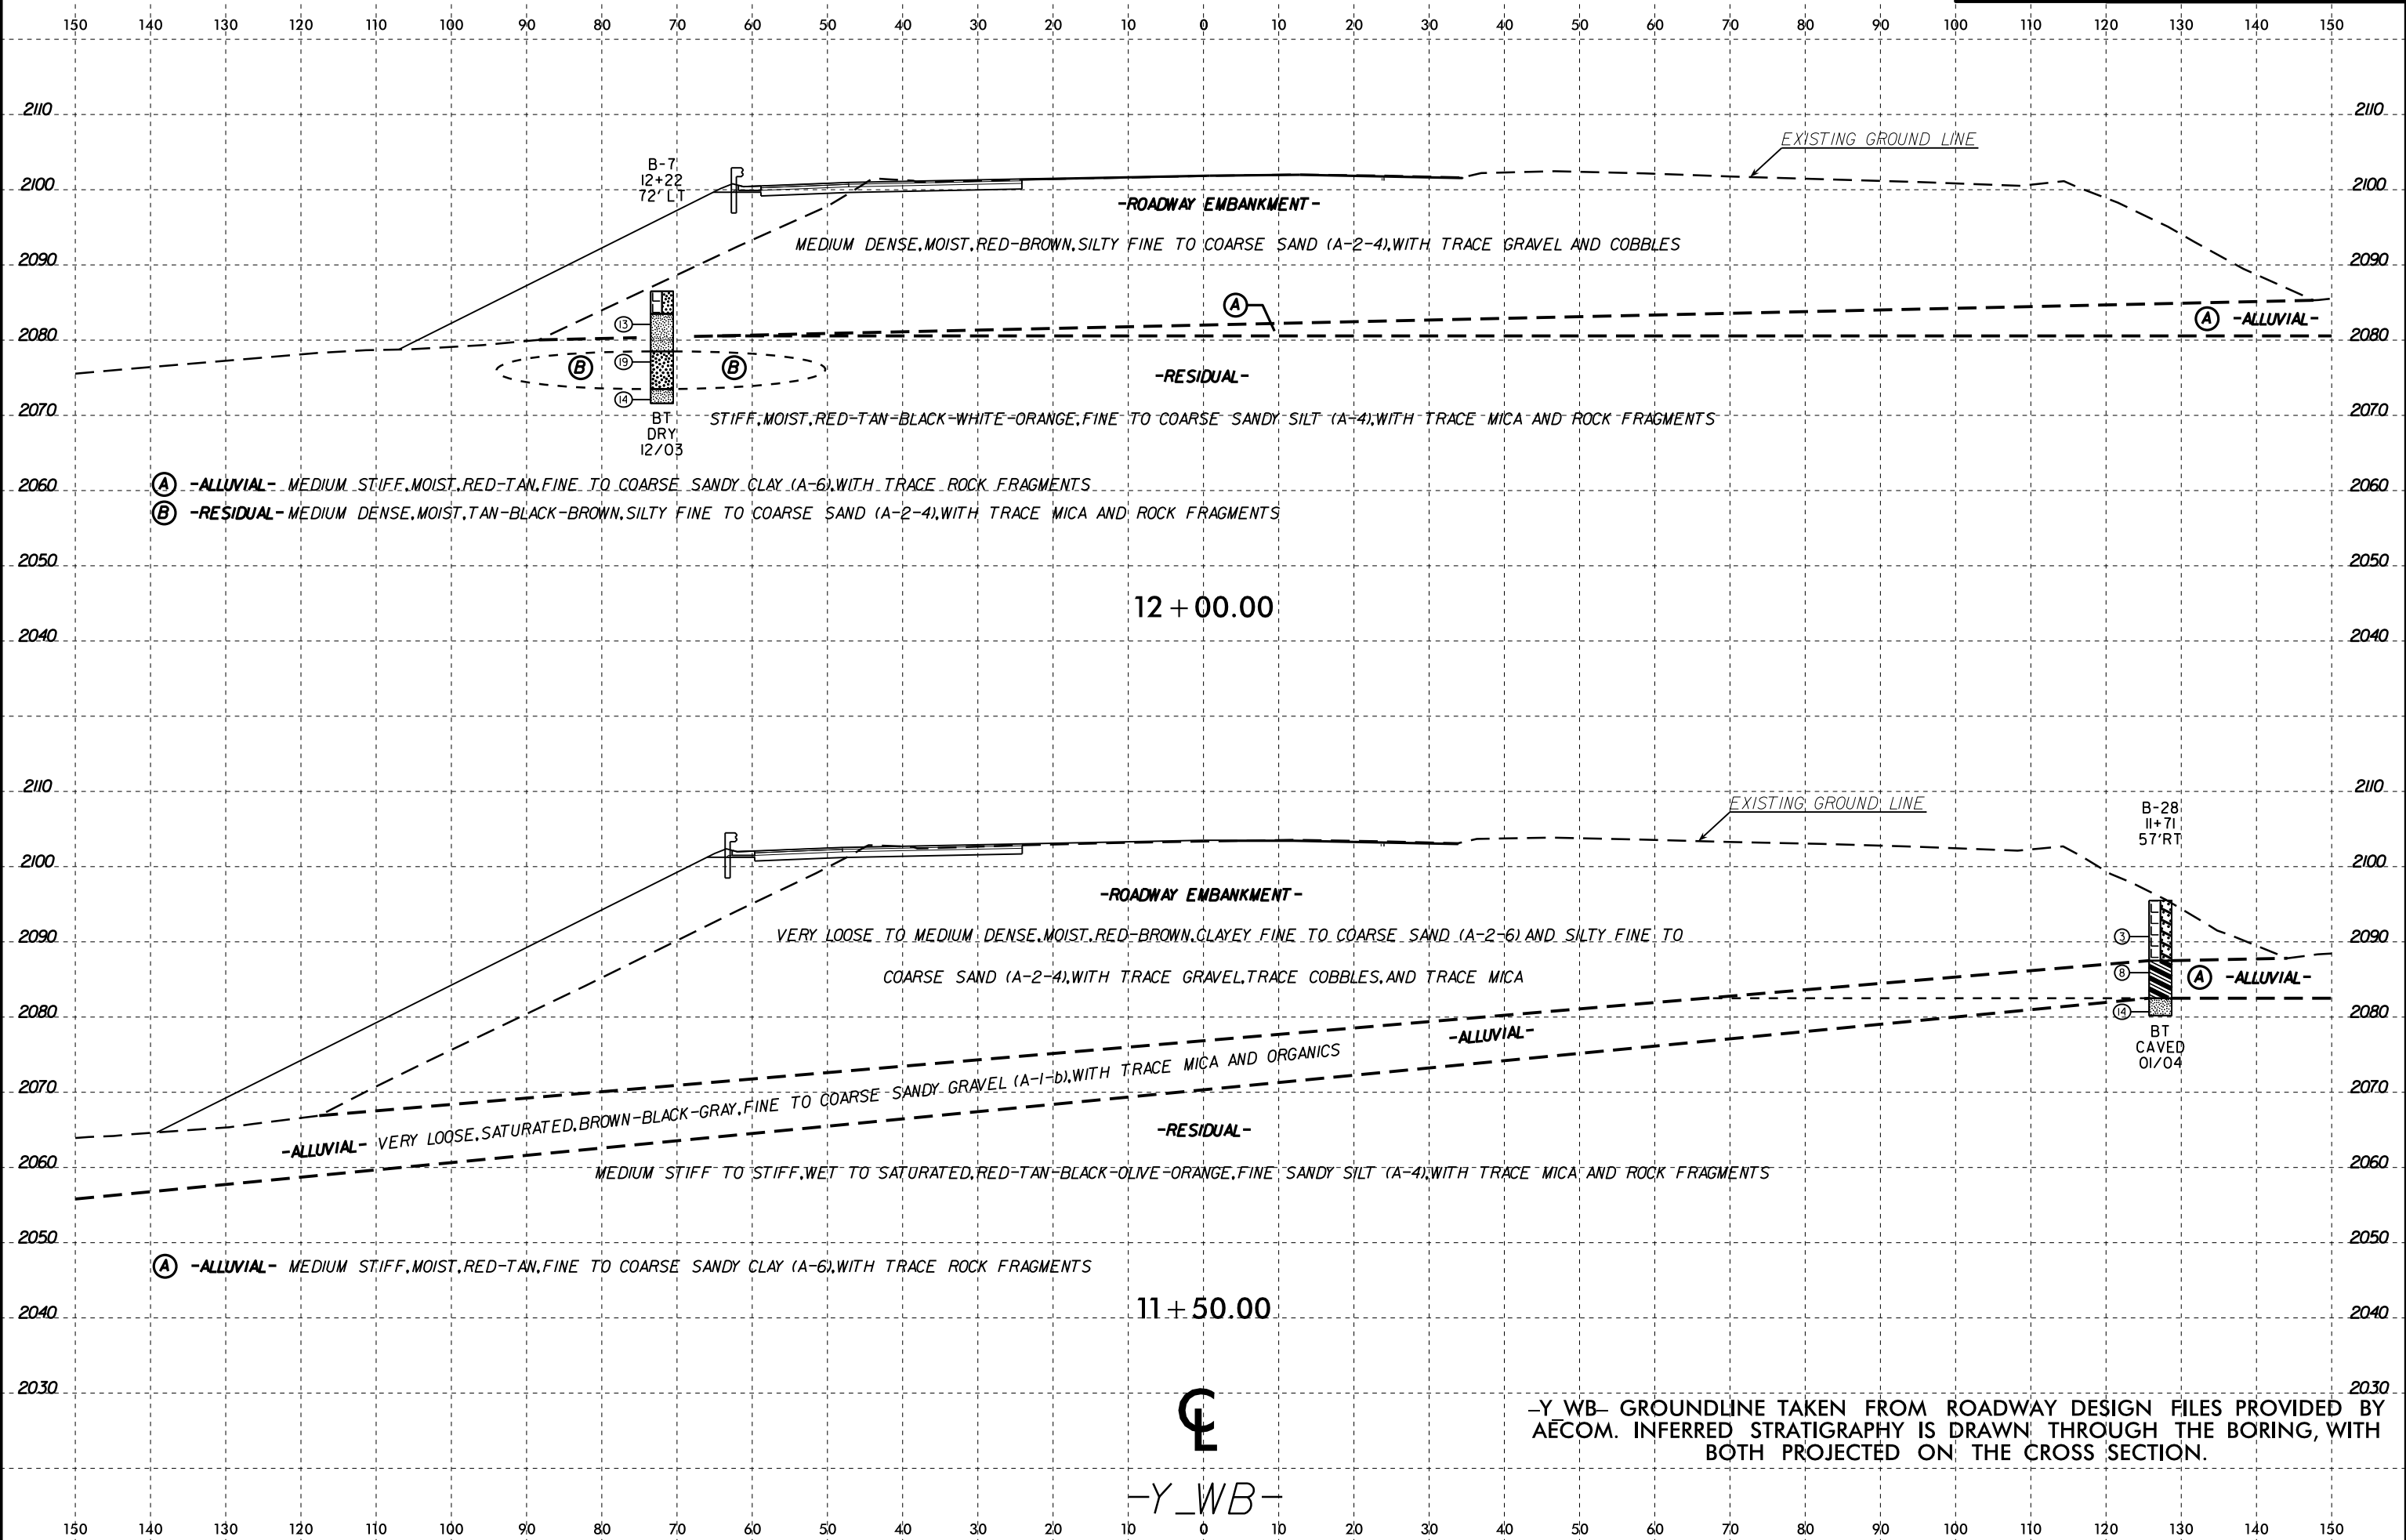 150 140 130 120 110 100 90 80 70 60 50 40 30 20 10 0 10 20 30 40 50 60 70 80 90 100 110 120 130 140 150
2110 2110
EXISTING GROUND LINE
B-7
12+22
72' LT
2100 2100
-ROADWAY EMBANKMENT-
MEDIUM DENSE,MOIST,RED-BROWN,SILTY FINE TO COARSE SAND (A-2-4),WITH TRACE GRAVEL AND COBBLES
2090 2090
A
A -ALLUVIAL-
13
2080 2080
19
B B
-RESIDUAL-
14
2070 2070
BT
DRY
12/03
STIFF,MOIST,RED-TAN-BLACK-WHITE-ORANGE,FINE TO COARSE SANDY SILT (A-4),WITH TRACE MICA AND ROCK FRAGMENTS
A -ALLUVIAL- MEDIUM STIFF,MOIST,RED-TAN,FINE TO COARSE SANDY CLAY (A-6),WITH TRACE ROCK FRAGMENTS
2060 2060
B -RESIDUAL- MEDIUM DENSE,MOIST,TAN-BLACK-BROWN,SILTY FINE TO COARSE SAND (A-2-4),WITH TRACE MICA AND ROCK FRAGMENTS
2050 2050
12+00.00
2040 2040
2110 2110
EXISTING GROUND LINE
B-28
11+71
57'RT
2100 2100
-ROADWAY EMBANKMENT-
VERY LOOSE TO MEDIUM DENSE,MOIST,RED-BROWN,CLAYEY FINE TO COARSE SAND (A-2-6) AND SILTY FINE TO
3
2090 2090
COARSE SAND (A-2-4),WITH TRACE GRAVEL,TRACE COBBLES,AND TRACE MICA
8
A -ALLUVIAL-
14
2080 2080
BT
CAVED
01/04
-ALLUVIAL-
2070 2070
-ALLUVIAL- VERY LOOSE,SATURATED,BROWN-BLACK-GRAY,FINE TO COARSE SANDY GRAVEL (A-1-b),WITH TRACE MICA AND ORGANICS
-RESIDUAL-
2060 2060
MEDIUM STIFF TO STIFF,WET TO SATURATED,RED-TAN-BLACK-OLIVE-ORANGE,FINE SANDY SILT (A-4),WITH TRACE MICA AND ROCK FRAGMENTS
2050 2050
A -ALLUVIAL- MEDIUM STIFF,MOIST,RED-TAN,FINE TO COARSE SANDY CLAY (A-6),WITH TRACE ROCK FRAGMENTS
11+50.00
2040 2040
2030 2030
CL
-Y_WB- GROUNDLINE TAKEN FROM ROADWAY DESIGN FILES PROVIDED BY
AECOM. INFERRED STRATIGRAPHY IS DRAWN THROUGH THE BORING, WITH
BOTH PROJECTED ON THE CROSS SECTION.
-Y_WB-
150 140 130 120 110 100 90 80 70 60 50 40 30 20 10 0 10 20 30 40 50 60 70 80 90 100 110 120 130 140 150